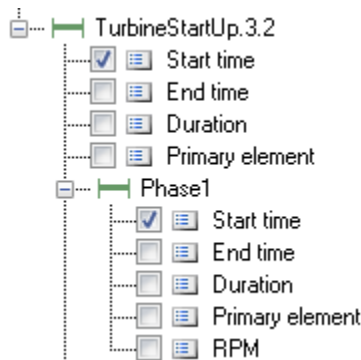 TurbineStartUp.3.2
Start time
End time
Duration
Primary element
Phase1
Start time
End time
Duration
Primary element
RPM